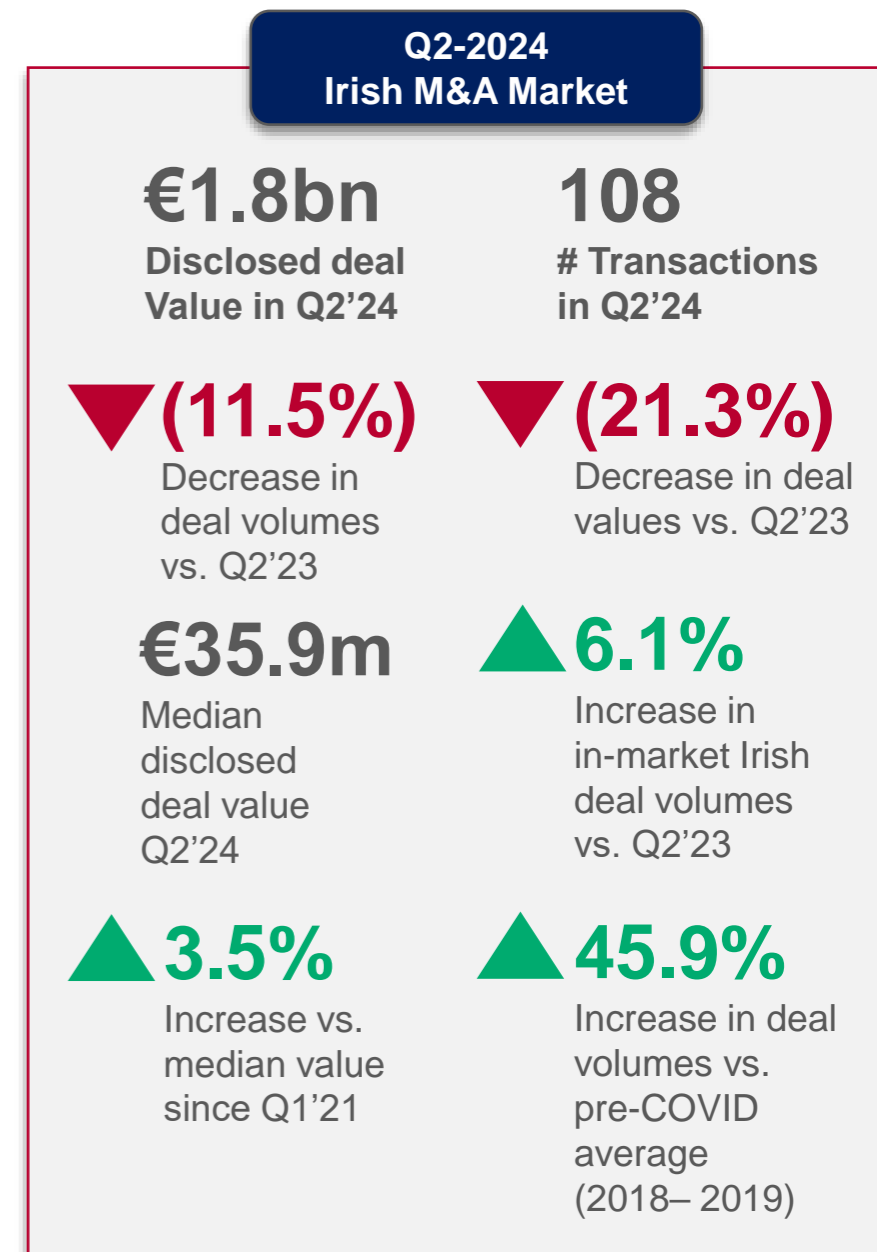 Q2-2024
Irish M&A Market
€1.8bn
Disclosed deal
Value in Q2’24
108
# Transactions
in Q2’24
(11.5%)
Decrease in
deal volumes
vs. Q2’23
(21.3%)
Decrease in deal
values vs. Q2’23
€35.9m
Median
disclosed
deal value
Q2’24
6.1%
Increase in
in-market Irish
deal volumes
vs. Q2’23
3.5%
Increase vs.
median value
since Q1’21
45.9%
Increase in deal
volumes vs.
pre-COVID
average
(2018– 2019)